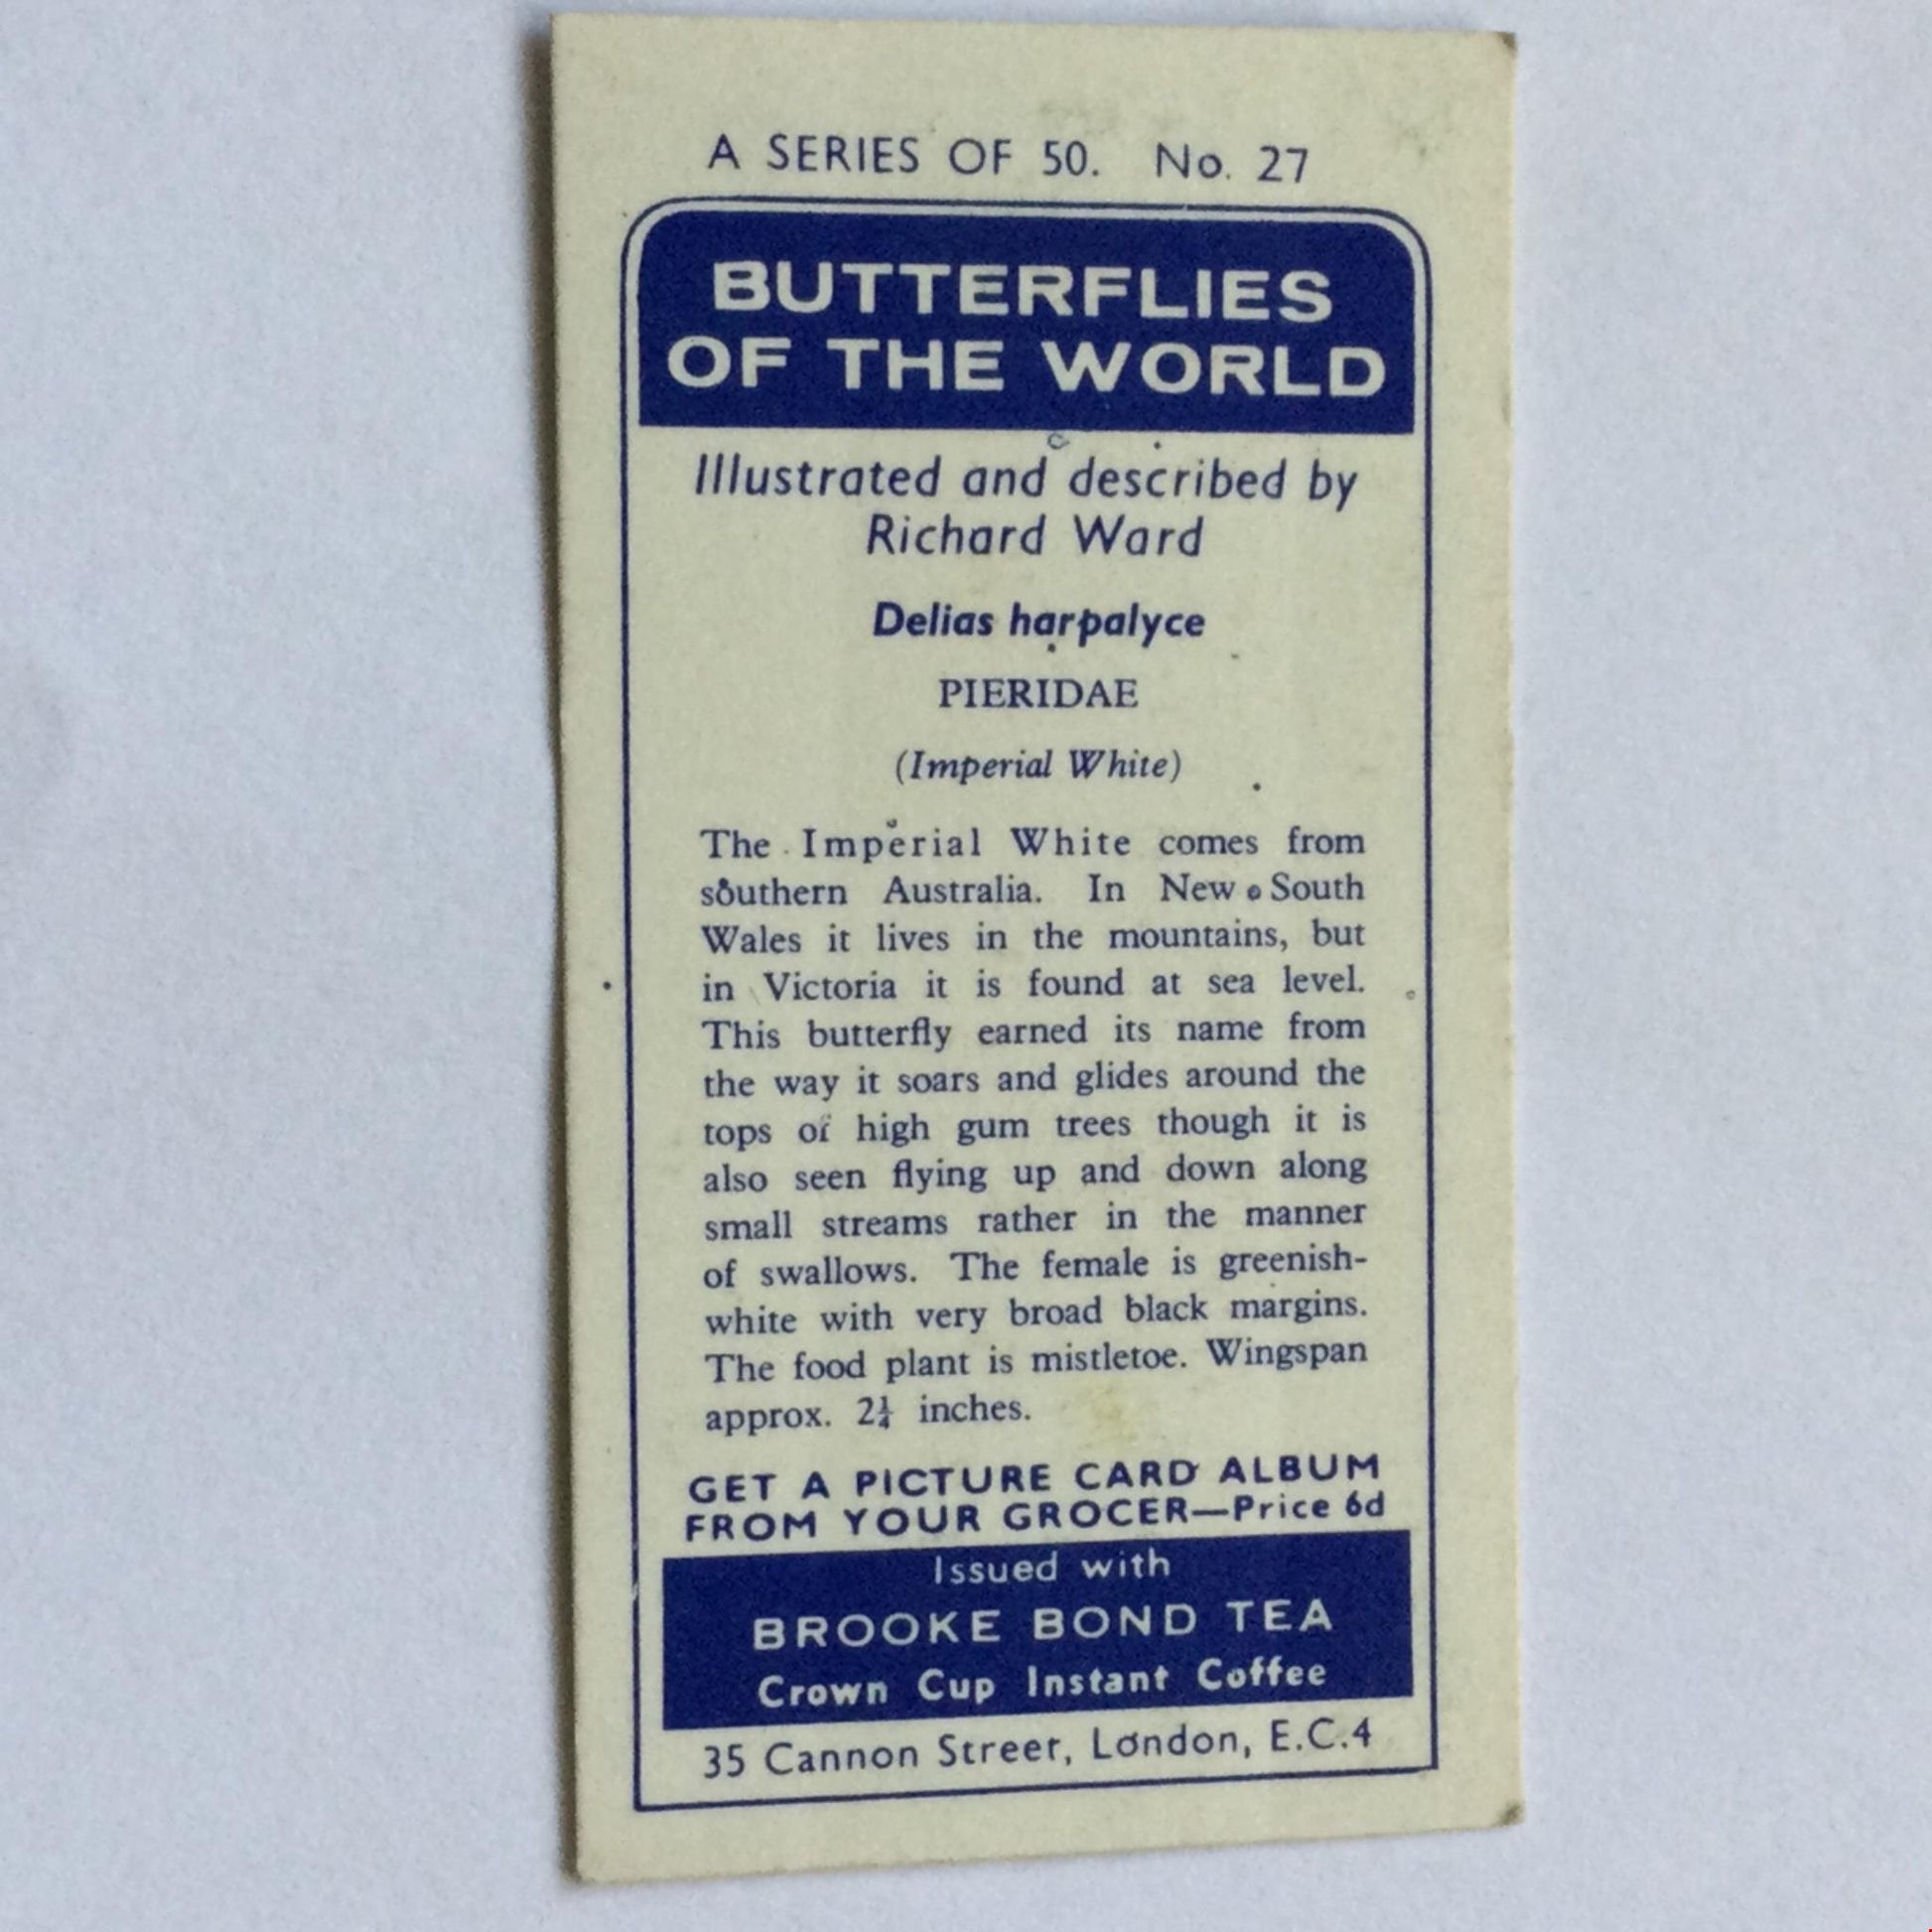 A SERIES OF 50. No. 27
BUTTERFLIES
OF THE WORLD
Illustrated and described by
Richard Ward
Delias harpalyce
PIERIDAE
(Imperial White)
The Imperial White comes from
southern Australia. In New South
Wales it lives in the mountains, but
in Victoria it is found at sea level.
This butterfly earned its name from
the way it soars and glides around the
tops of high gum trees though it is
also seen flying up and down along
small streams rather in the manner
of swallows. The female is greenish-
white with very broad black margins.
The food plant is mistletoe. Wingspan
approx. 2¼ inches.
GET A PICTURE CARD ALBUM
FROM YOUR GROCER—Price 6d
Issued with
BROOKE BOND TEA
Crown Cup Instant Coffee
35 Cannon Street, London, E.C.4